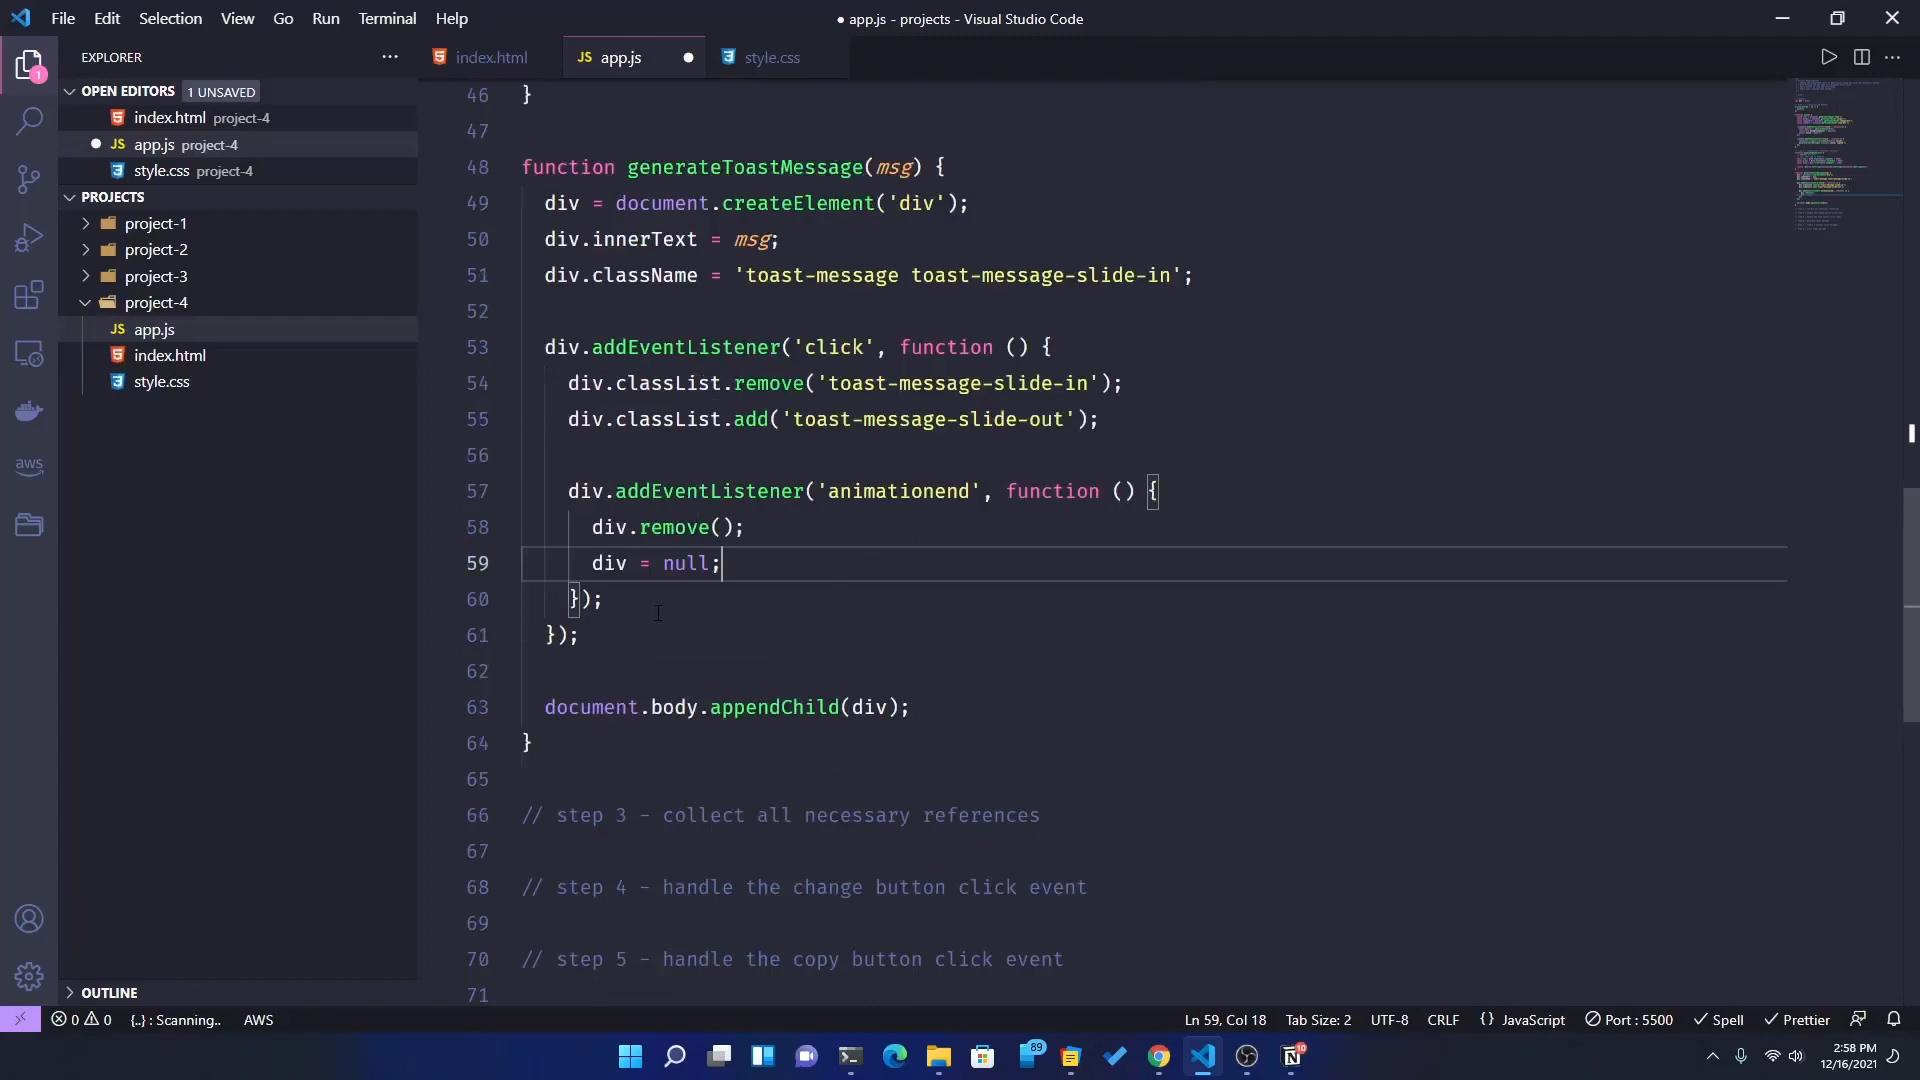 File Edit Selection View Go Run Terminal Help
● app.js - projects - Visual Studio Code
EXPLORER
index.html
JS app.js
style.css
OPEN EDITORS 1 UNSAVED
index.html project-4
JS app.js project-4
style.css project-4
PROJECTS
project-1
project-2
project-3
project-4
JS app.js
index.html
style.css
OUTLINE
1
aws
46 }
47
48 function generateToastMessage(msg) {
49 div = document.createElement('div');
50 div.innerText = msg;
51 div.className = 'toast-message toast-message-slide-in';
52
53 div.addEventListener('click', function () {
54 div.classList.remove('toast-message-slide-in');
55 div.classList.add('toast-message-slide-out');
56
57 div.addEventListener('animationend', function () {
58 div.remove();
59 div = null;
60 });
61 });
62
63 document.body.appendChild(div);
64 }
65
66 // step 3 - collect all necessary references
67
68 // step 4 - handle the change button click event
69
70 // step 5 - handle the copy button click event
71
0 0 {..} : Scanning.. AWS
Ln 59, Col 18 Tab Size: 2 UTF-8 CRLF {} JavaScript Port : 5500 Spell Prettier
89
10
2:58 PM
12/16/2021